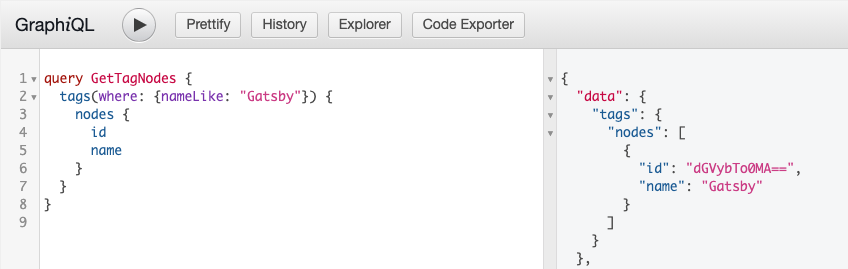 GraphiQL Prettify History Explorer Code Exporter
1 query GetTagNodes {
2 tags(where: {nameLike: "Gatsby"}) {
3 nodes {
4 id
5 name
6 }
7 }
8 }
9
{
"data": {
"tags": {
"nodes": [
{
"id": "dGVybTo0MA==",
"name": "Gatsby"
}
]
}
},